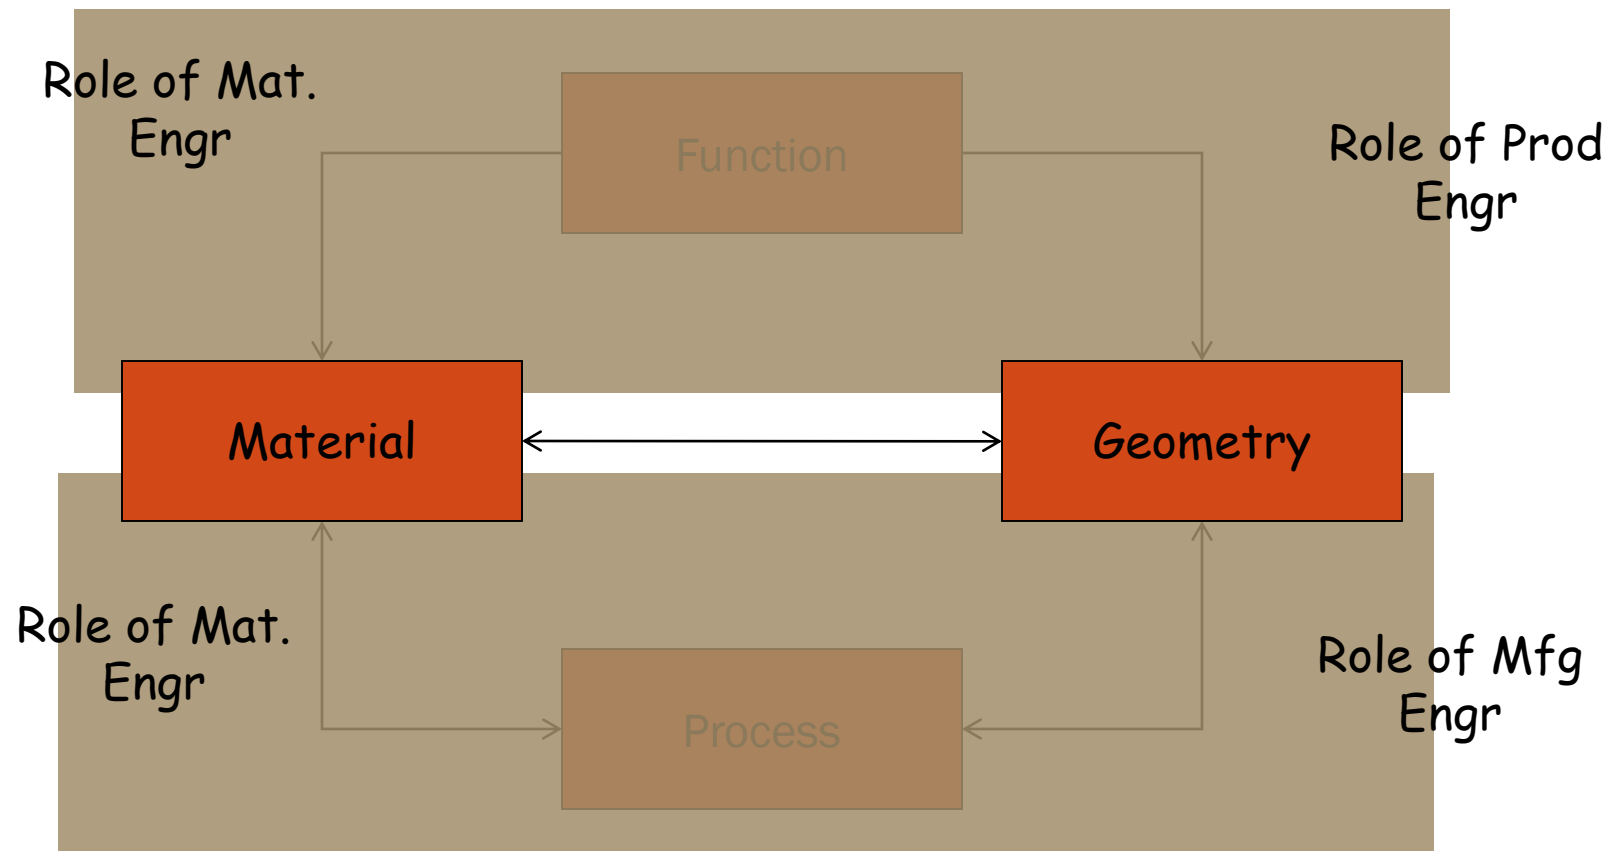 Role of Mat.
Engr
Function
Role of Prod
Engr
Material
Geometry
Role of Mat.
Engr
Process
Role of Mfg
Engr